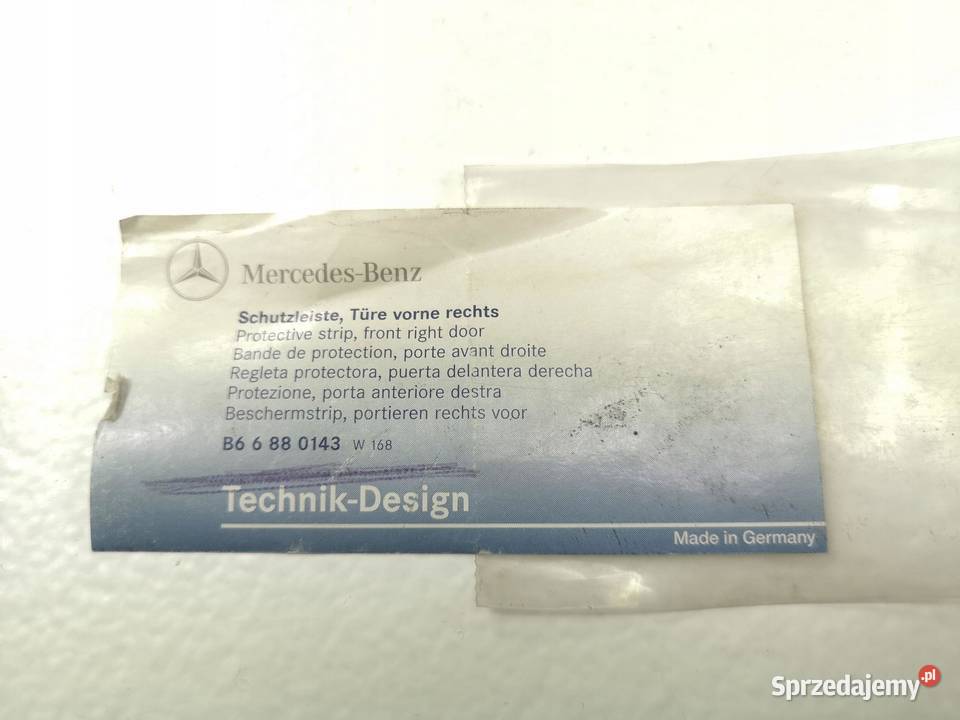 Mercedes-Benz
Schutzleiste, Türe vorne rechts
Protective strip, front right door
Bande de protection, porte avant droite
Regleta protectora, puerta delantera derecha
Protezione, porta anteriore destra
Beschermstrip, portieren rechts voor
B6 6 88 0143 W 168
Technik-Design
Made in Germany
Sprzedajemy.pl